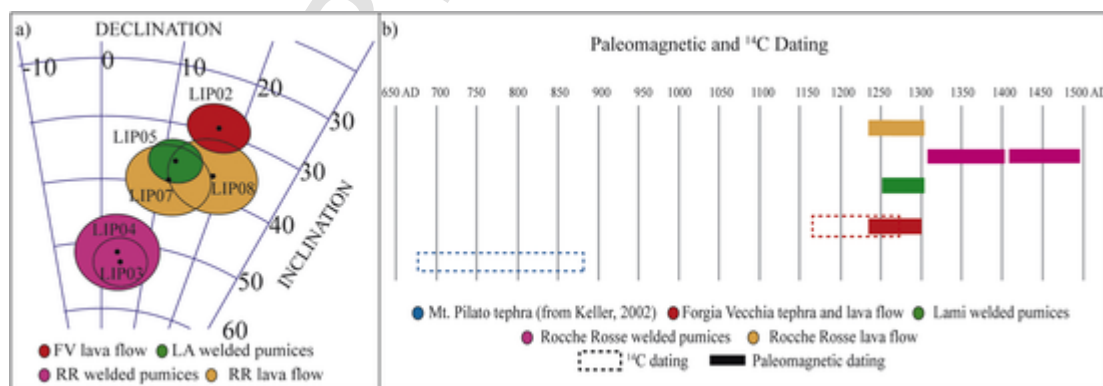 a)
DECLINATION
-10
0
10
20
30
30
40
50
60
INCLINATION
LIP02
LIP05
LIP07
LIP08
LIP04
LIP03
FV lava flow
LA welded pumices
RR welded pumices
RR lava flow
b)
Paleomagnetic and ¹⁴C Dating
650 AD 700 750 800 850 900 950 1000 1050 1100 1150 1200 1250 1300 1350 1400 1450 1500 AD
Mt. Pilato tephra (from Keller, 2002) Forgia Vecchia tephra and lava flow Lami welded pumices
Rocche Rosse welded pumices Rocche Rosse lava flow
¹⁴C dating Paleomagnetic dating